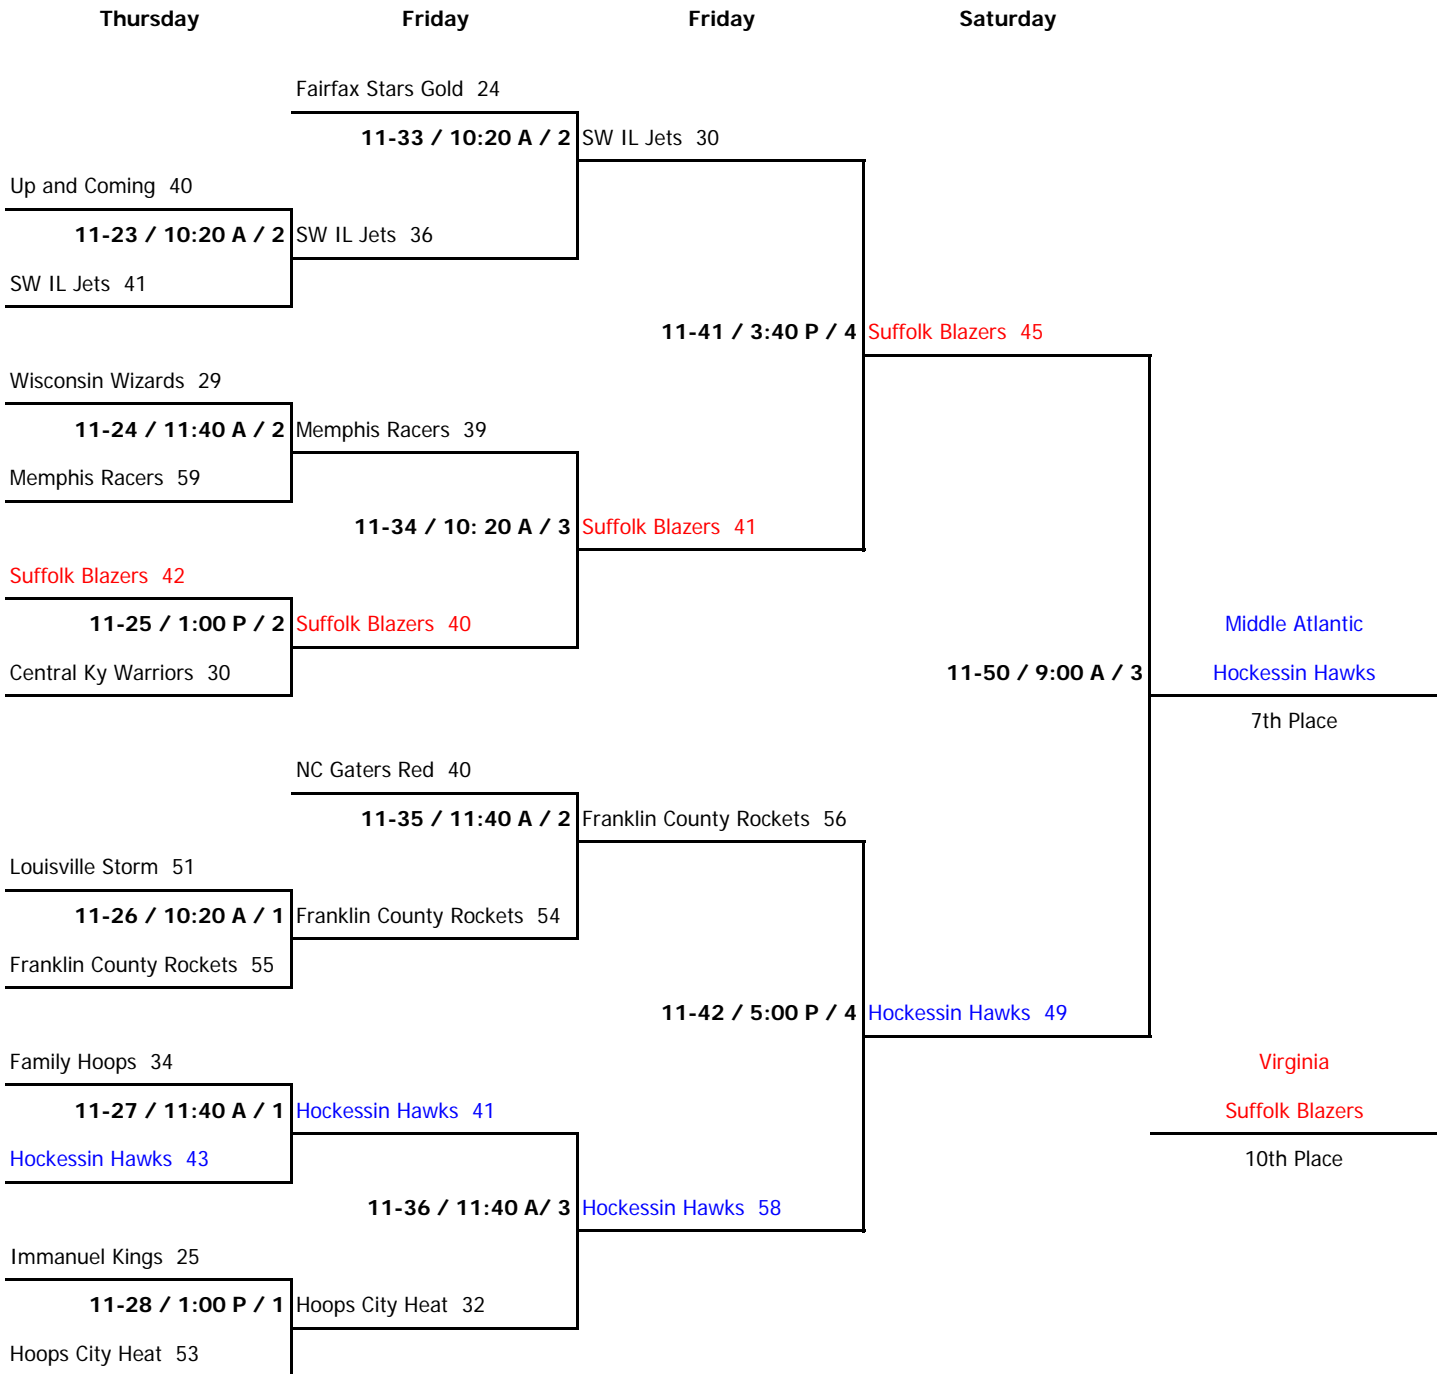 Thursday Friday Friday Saturday
Fairfax Stars Gold 24
11-33 / 10:20 A / 2 SW IL Jets 30
Up and Coming 40
11-23 / 10:20 A / 2 SW IL Jets 36
SW IL Jets 41
11-41 / 3:40 P / 4 Suffolk Blazers 45
Wisconsin Wizards 29
11-24 / 11:40 A / 2 Memphis Racers 39
Memphis Racers 59
11-34 / 10: 20 A / 3 Suffolk Blazers 41
Suffolk Blazers 42
11-25 / 1:00 P / 2 Suffolk Blazers 40 Middle Atlantic
Central Ky Warriors 30 11-50 / 9:00 A / 3 Hockessin Hawks
7th Place
NC Gaters Red 40
11-35 / 11:40 A / 2 Franklin County Rockets 56
Louisville Storm 51
11-26 / 10:20 A / 1 Franklin County Rockets 54
Franklin County Rockets 55
11-42 / 5:00 P / 4 Hockessin Hawks 49
Family Hoops 34 Virginia
11-27 / 11:40 A / 1 Hockessin Hawks 41 Suffolk Blazers
Hockessin Hawks 43 10th Place
11-36 / 11:40 A/ 3 Hockessin Hawks 58
Immanuel Kings 25
11-28 / 1:00 P / 1 Hoops City Heat 32
Hoops City Heat 53